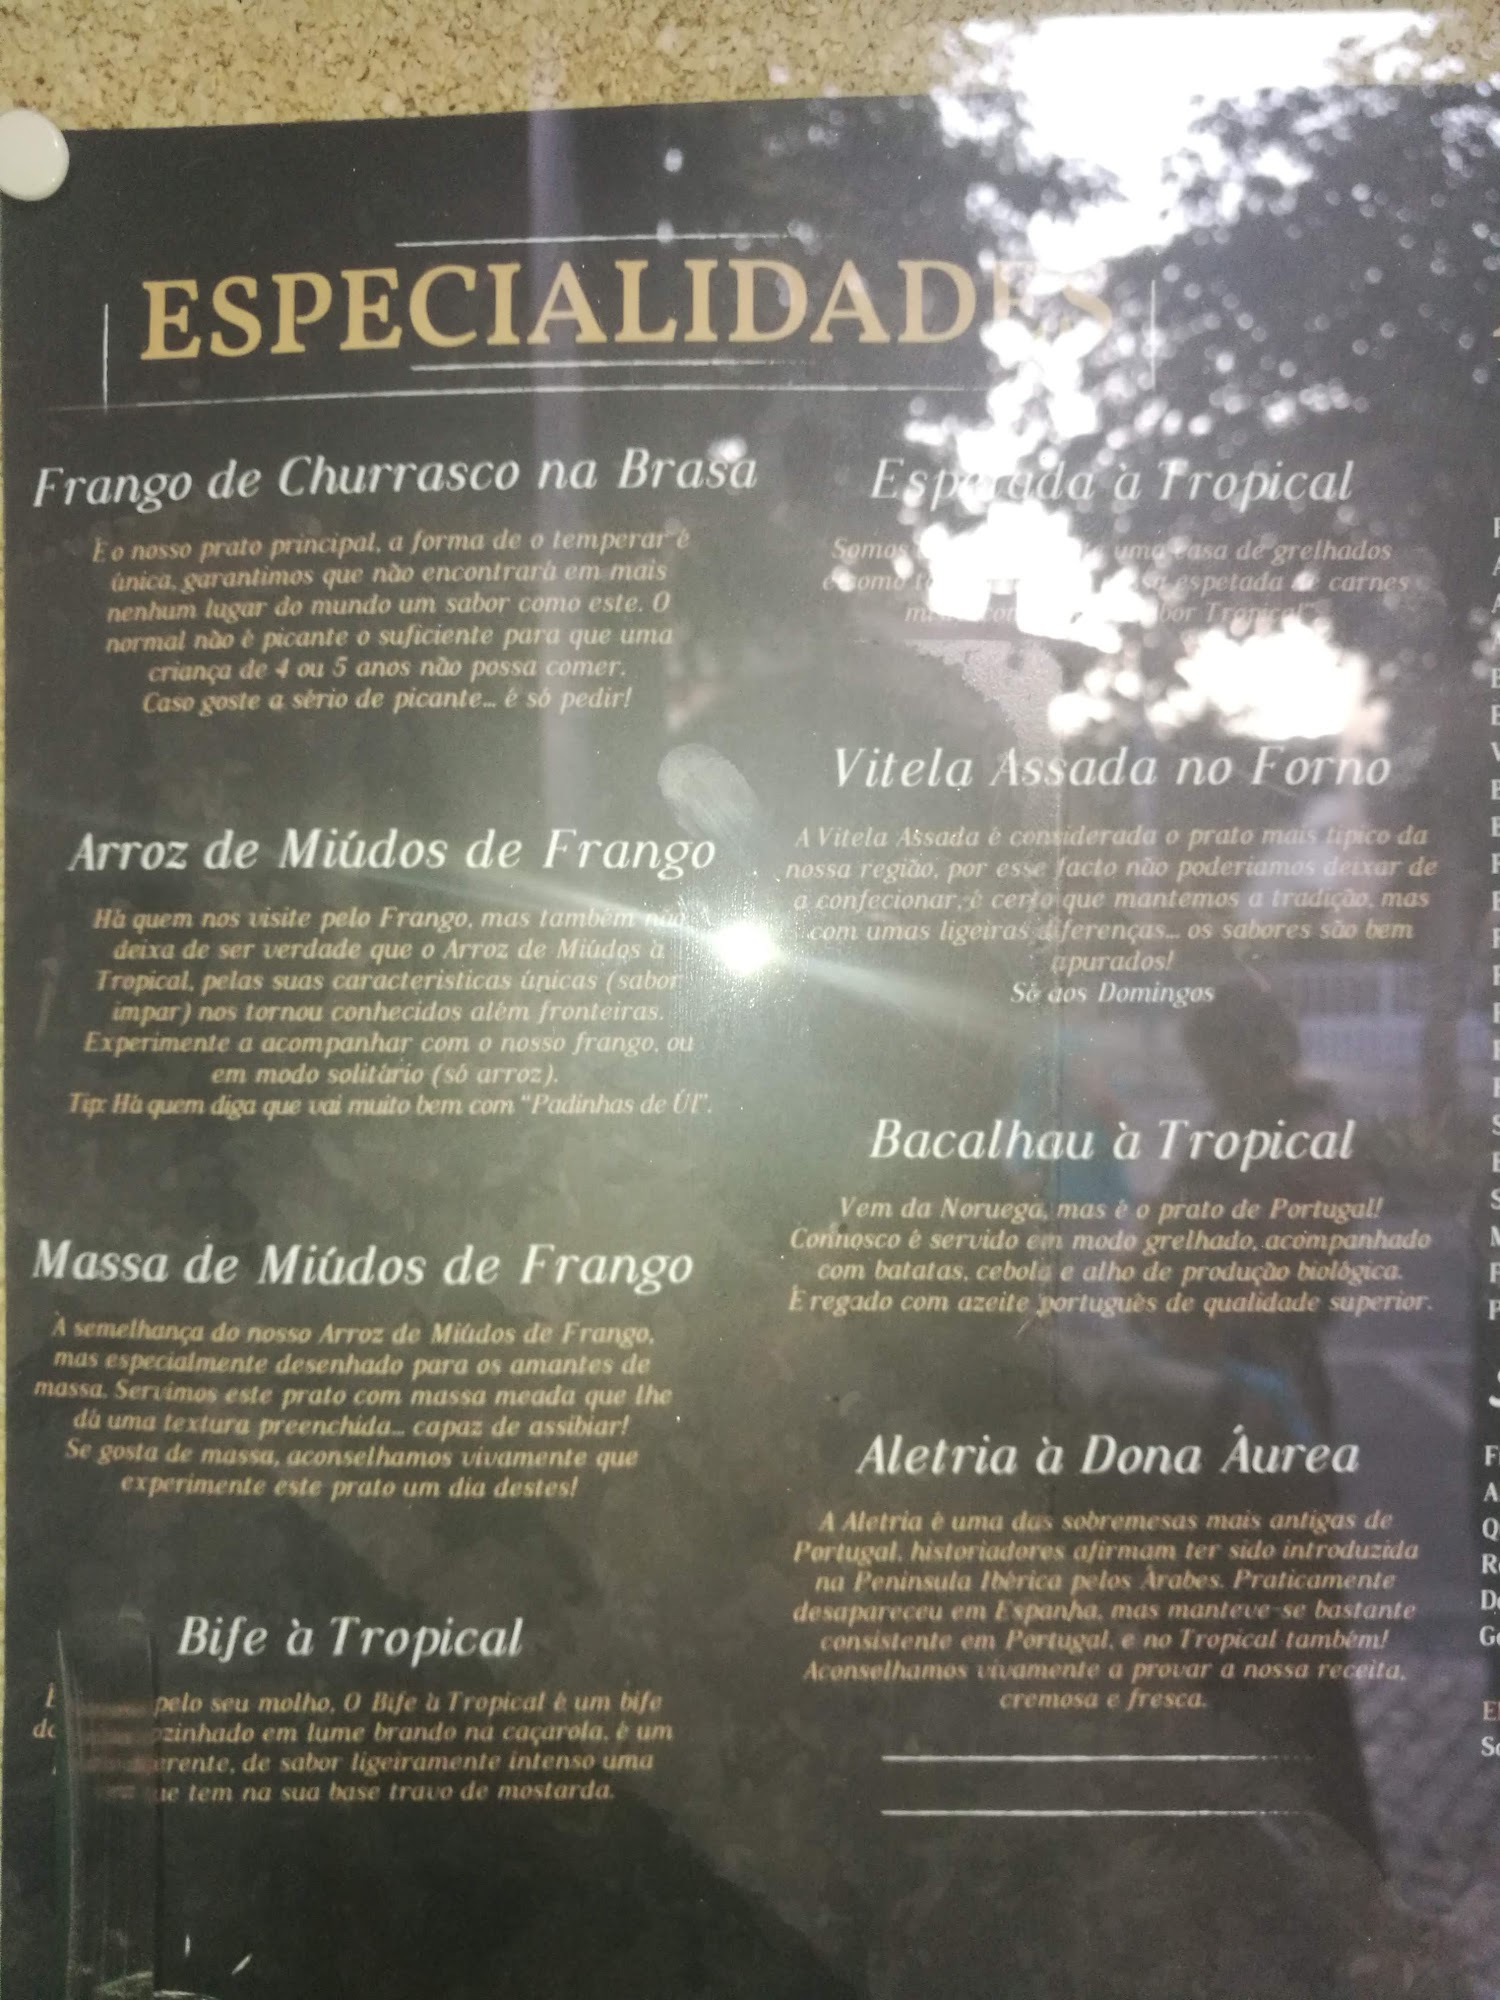 ESPECIALIDADES
Frango de Churrasco na Brasa
É o nosso prato principal, a forma de o temperar é
única, garantimos que não encontrará em mais
nenhum lugar do mundo um sabor como este. O
normal não é picante o suficiente para que uma
criança de 4 ou 5 anos não possa comer.
Caso goste a sério de picante... é só pedir!
Arroz de Miúdos de Frango
Há quem nos visite pelo Frango, mas também não
deixa de ser verdade que o Arroz de Miúdos à
Tropical, pelas suas caracteristicas únicas (sabor
impar) nos tornou conhecidos além fronteiras.
Experimente a acompanhar com o nosso frango, ou
em modo solitário (só arroz).
Tip: Há quem diga que vai muito bem com "Padinhas de Úl".
Massa de Miúdos de Frango
À semelhança do nosso Arroz de Miúdos de Frango,
mas especialmente desenhado para os amantes de
massa. Servimos este prato com massa meada que lhe
dá uma textura preenchida... capaz de assibiar!
Se gosta de massa, aconselhamos vivamente que
experimente este prato um dia destes!
Bife à Tropical
pelo seu molho, O Bife à Tropical é um bife
em lume brando na caçarola, é um
de sabor ligeiramente intenso uma
tem na sua base travo de mostarda.
Espetada à Tropical
Somos uma casa de grelhados
espetada de carnes
Tropical"
Vitela Assada no Forno
A Vitela Assada é considerada o prato mais tipico da
nossa região, por esse facto não poderiamos deixar de
a confecionar, é certo que mantemos a tradição, mas
com umas ligeiras diferenças... os sabores são bem
apurados!
Só aos Domingos
Bacalhau à Tropical
Vem da Noruega, mas é o prato de Portugal!
Connosco é servido em modo grelhado, acompanhado
com batatas, cebola e alho de produção biológica.
É regado com azeite português de qualidade superior.
Aletria à Dona Áurea
A Aletria é uma das sobremesas mais antigas de
Portugal, historiadores afirmam ter sido introduzida
na Peninsula Ibérica pelos Árabes. Praticamente
desapareceu em Espanha, mas manteve-se bastante
consistente em Portugal, e no Tropical também!
Aconselhamos vivamente a provar a nossa receita,
cremosa e fresca.